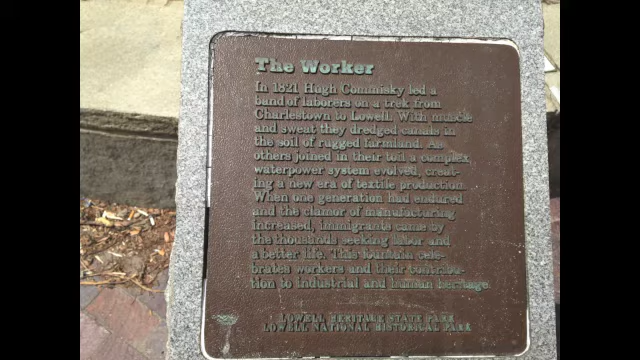 The Worker
In 1821 Hugh Commisky led a
band of laborers on a trek from
Charlestown to Lowell. With muscle
and sweat they dredged canals in
the soil of rugged farmland. As
others joined in their toil a complex,
waterpower system evolved, creat-
ing a new era of textile production.
When one generation had endured
and the clamor of manufacturing
increased, immigrants came by
the thousands seeking labor and
a better life. This fountain cele-
brates workers and their contribu-
tion to industrial and human heritage.
LOWELL HERITAGE STATE PARK
LOWELL NATIONAL HISTORICAL PARK